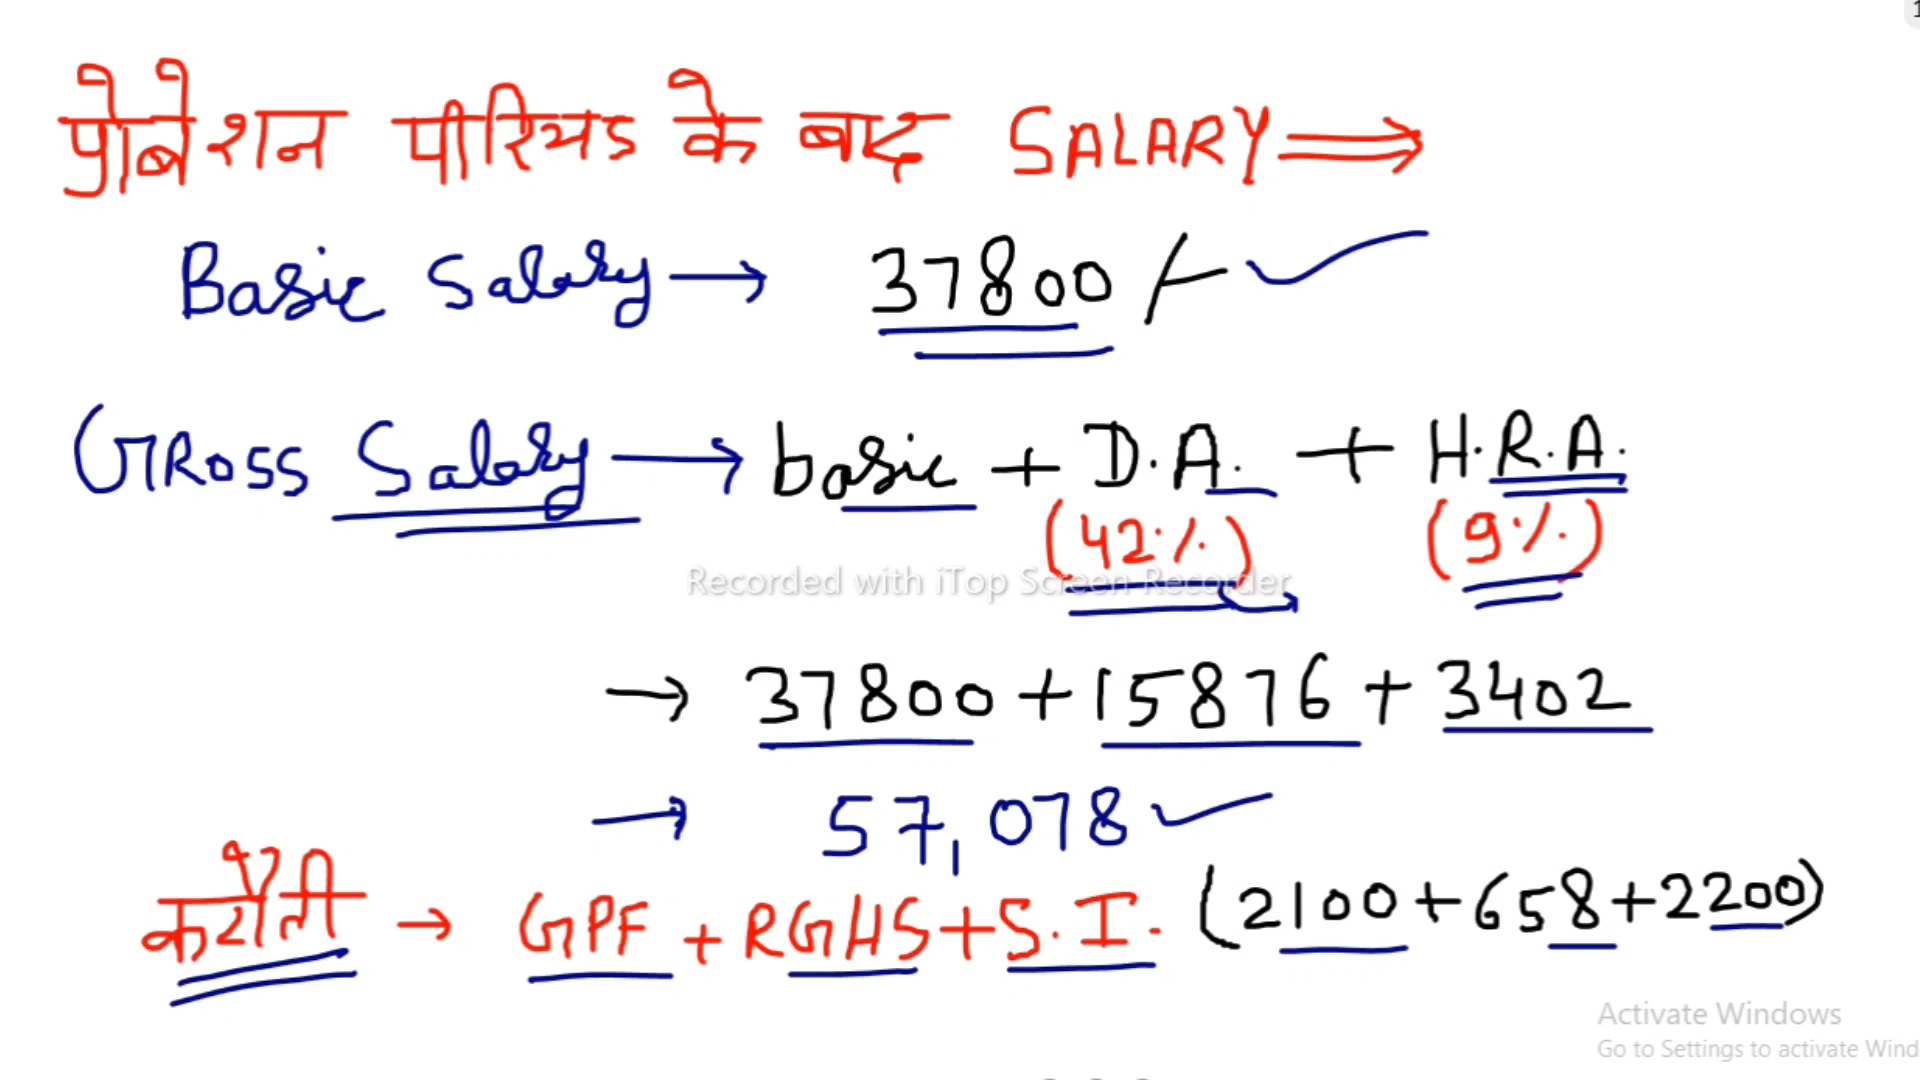 प्रोबेशन पीरियड के बाद SALARY ⟹
Basic Salary → 37800/-
GROSS Salary → basic + D.A. + H.R.A.
(42%) (9%)
Recorded with iTop Screen Recorder
→ 37800 + 15876 + 3402
→ 57,078
कटौती → GPF + RGHS + S.I. (2100+658+2200)
Activate Windows
Go to Settings to activate Wind